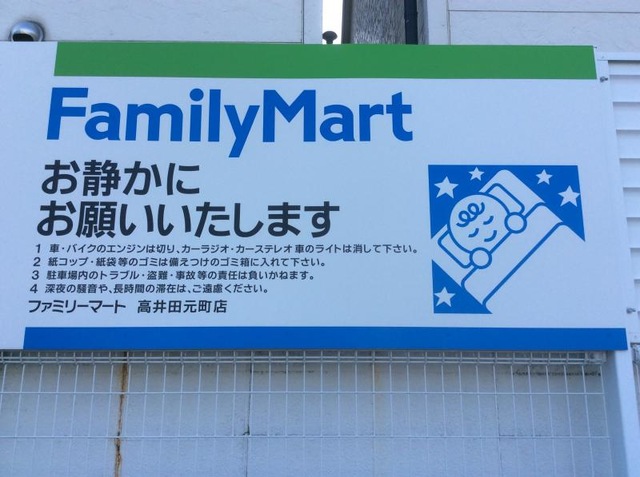 FamilyMart
お静かに
お願いいたします
1 車・バイクのエンジンは切り、カーラジオ・カーステレオ 車のライトは消して下さい。
2 紙コップ・紙袋等のゴミは備えつけのゴミ箱に入れて下さい。
3 駐車場内のトラブル・盗難・事故等の責任は負いかねます。
4 深夜の騒音や、長時間の滞在は、ご遠慮ください。
ファミリーマート 高井田元町店